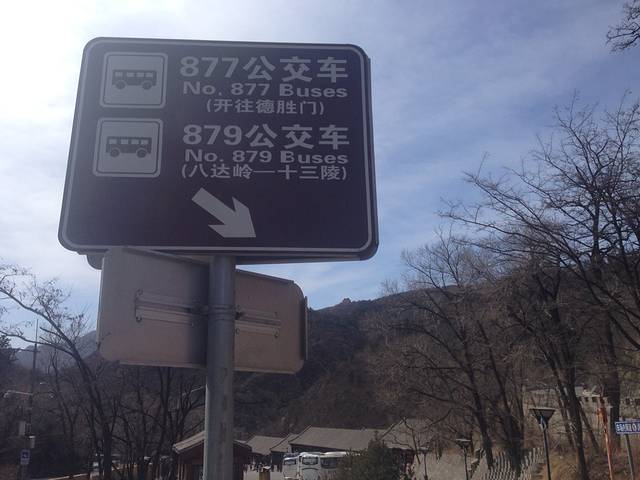 877公交车
No. 877 Buses
(开往德胜门)
879公交车
No. 879 Buses
(八达岭—十三陵)